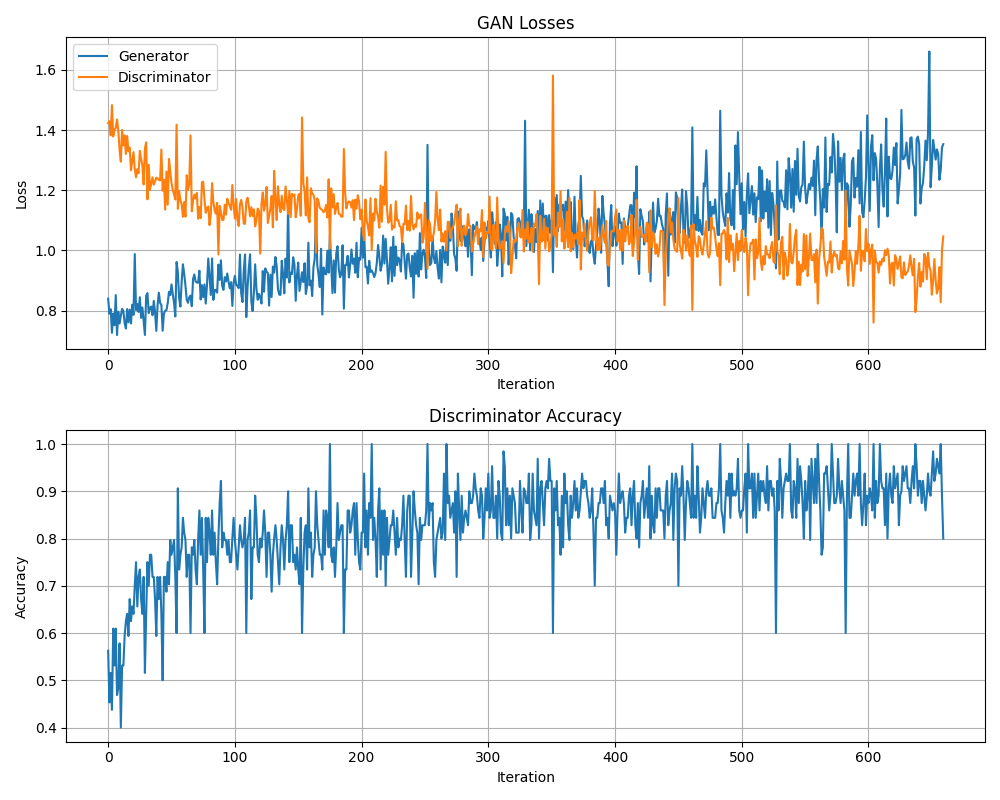 GAN Losses
Generator
Discriminator
Loss
1.6
1.4
1.2
1.0
0.8
0 100 200 300 400 500 600
Iteration
Discriminator Accuracy
Accuracy
1.0
0.9
0.8
0.7
0.6
0.5
0.4
0 100 200 300 400 500 600
Iteration